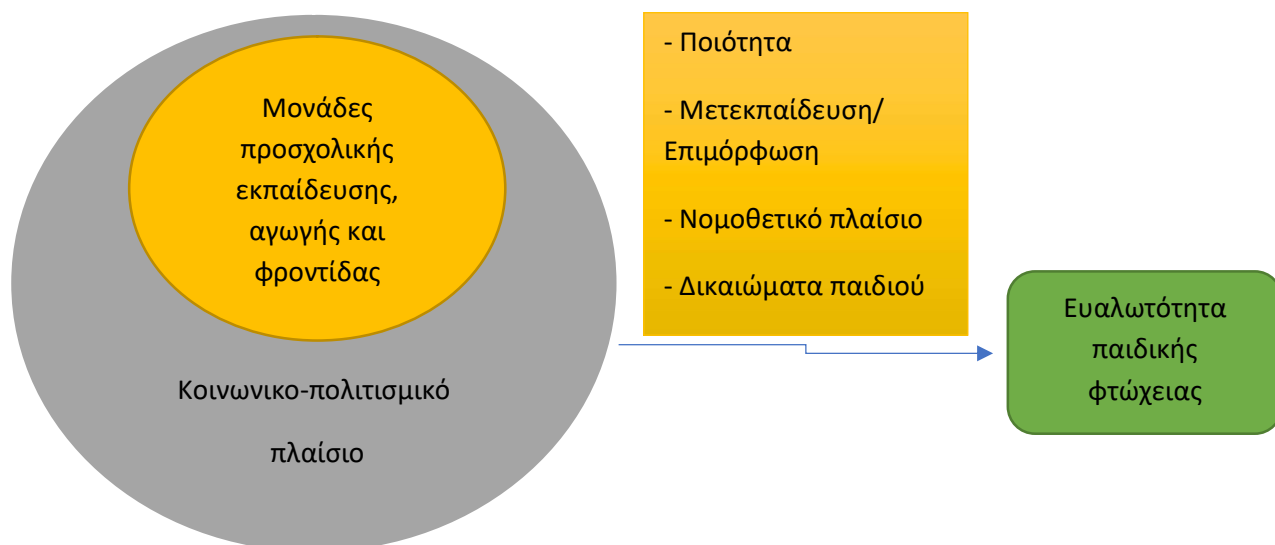 Μονάδες
προσχολικής
εκπαίδευσης,
αγωγής και
φροντίδας
Κοινωνικο-πολιτισμικό
πλαίσιο
- Ποιότητα
- Μετεκπαίδευση/
Επιμόρφωση
- Νομοθετικό πλαίσιο
- Δικαιώματα παιδιού
Ευαλωτότητα
παιδικής
φτώχειας